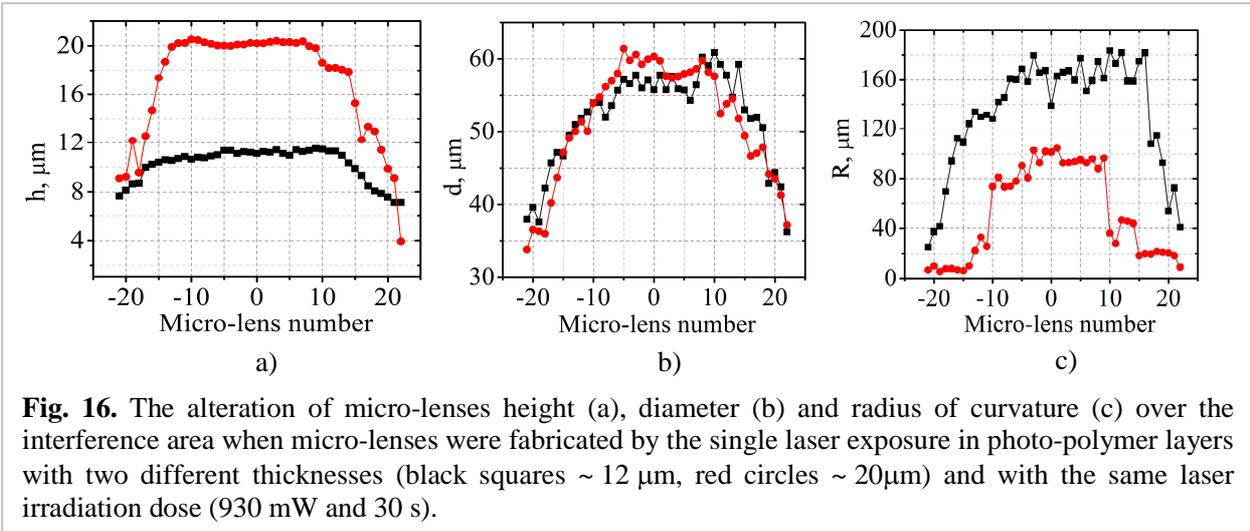 20
16
12
8
4
h, μm
-20 -10 0 10 20
Micro-lens number
a)
60
50
40
30
d, μm
-20 -10 0 10 20
Micro-lens number
b)
200
160
120
80
40
0
R, μm
-20 -10 0 10 20
Micro-lens number
c)
Fig. 16. The alteration of micro-lenses height (a), diameter (b) and radius of curvature (c) over the
interference area when micro-lenses were fabricated by the single laser exposure in photo-polymer layers
with two different thicknesses (black squares ~ 12 μm, red circles ~ 20μm) and with the same laser
irradiation dose (930 mW and 30 s).